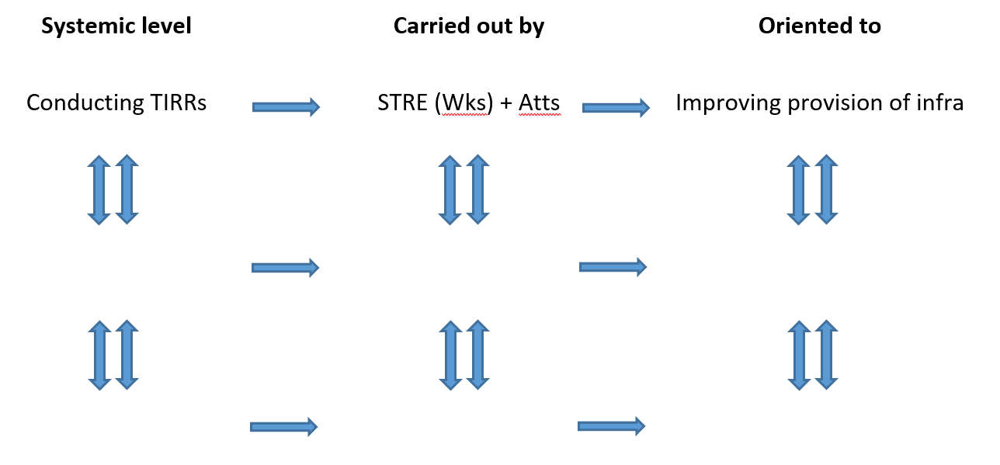 Systemic level Carried out by Oriented to
Conducting TIRRs STRE (Wks) + Atts Improving provision of infra